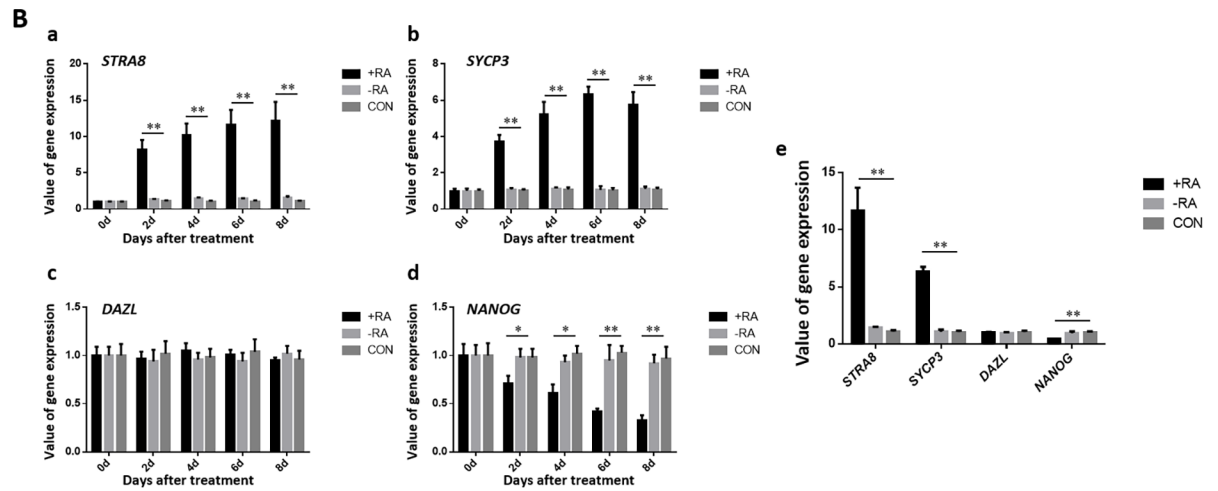 B
a
STRA8
Value of gene expression
20
15
10
5
0
** ** ** **
0d 2d 4d 6d 8d
Days after treatment
+RA
-RA
CON
b
SYCP3
Value of gene expression
8
6
4
2
0
** ** ** **
0d 2d 4d 6d 8d
Days after treatment
+RA
-RA
CON
c
DAZL
Value of gene expression
1.5
1.0
0.5
0.0
0d 2d 4d 6d 8d
Days after treatment
+RA
-RA
CON
d
NANOG
Value of gene expression
1.5
1.0
0.5
0.0
* * ** **
0d 2d 4d 6d 8d
Days after treatment
+RA
-RA
CON
e
Value of gene expression
15
10
5
0
** ** **
STRA8 SYCP3 DAZL NANOG
+RA
-RA
CON